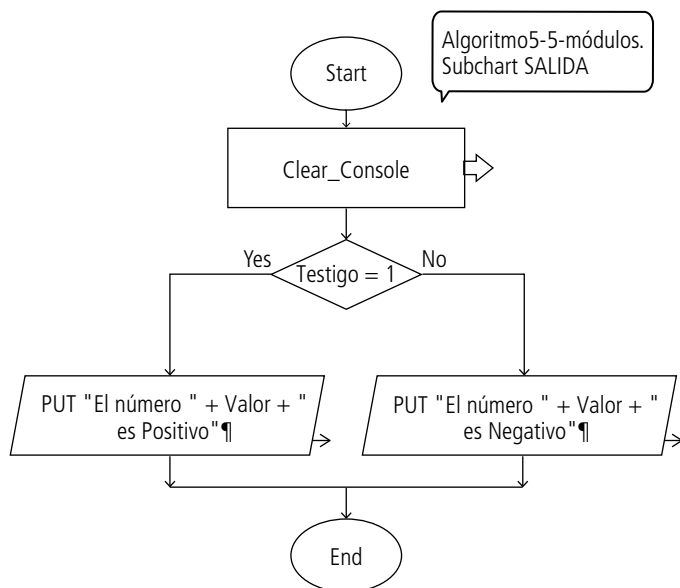 Algoritmo5-5-módulos.
Subchart SALIDA
Start
Clear_Console
Testigo = 1
Yes
No
PUT "El número " + Valor + "
es Positivo"¶
PUT "El número " + Valor + "
es Negativo"¶
End